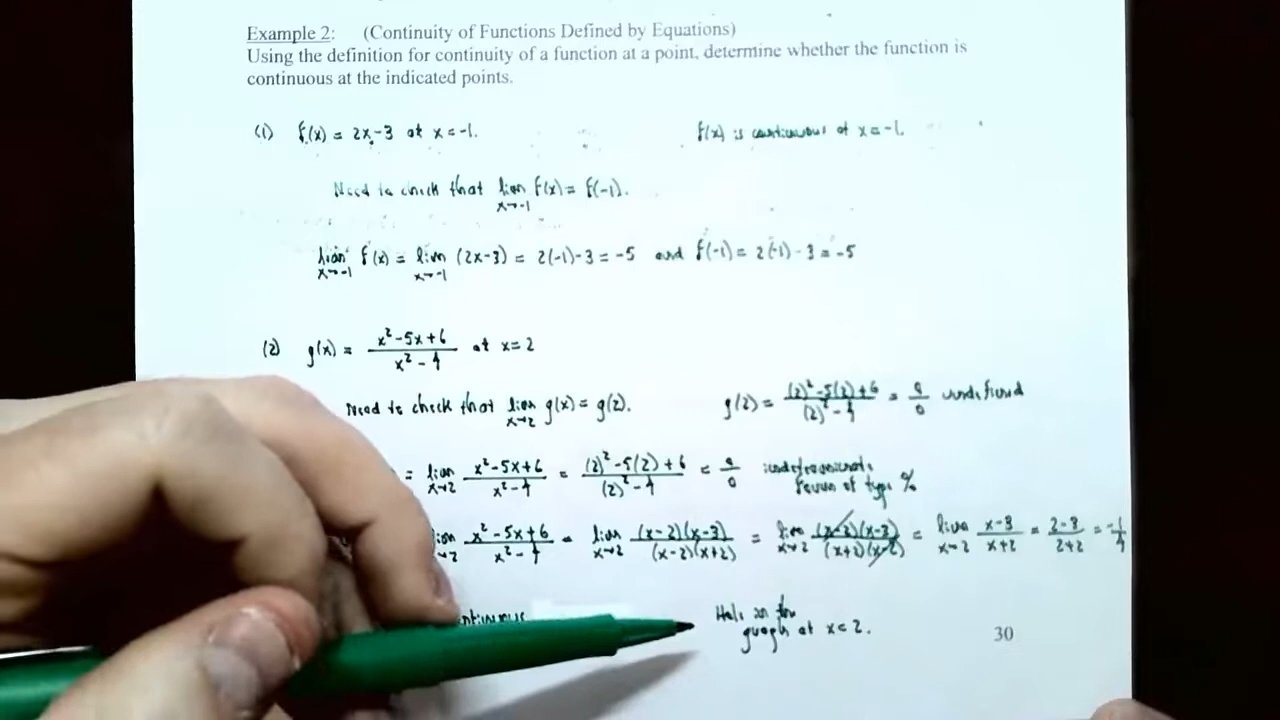 Example 2: (Continuity of Functions Defined by Equations)
Using the definition for continuity of a function at a point, determine whether the function is
continuous at the indicated points.
(1) f(x) = 2x-3 at x=-1. f(x) is continuous at x=-1.
Need to check that lim x→-1 f(x) = f(-1).
lim x→-1 f(x) = lim x→-1 (2x-3) = 2(-1)-3 = -5 and f(-1) = 2(-1)-3 = -5
(2) g(x) = (x²-5x+6)/(x²-4) at x=2
Need to check that lim x→2 g(x) = g(2). g(2) = ((2)²-5(2)+6)/((2)²-4) = 0/0 undefined
= lim x→2 (x²-5x+6)/(x²-4) = ((2)²-5(2)+6)/((2)²-4) = 0/0 indeterminate
form of type 0/0
lim x→2 (x²-5x+6)/(x²-4) = lim x→2 ((x-2)(x-3))/((x-2)(x+2)) = lim x→2 ((x-2)(x-3))/((x+2)(x-2)) = lim x→2 (x-3)/(x+2) = (2-3)/(2+2) = -1/4
Hole in the
graph at x=2.
30